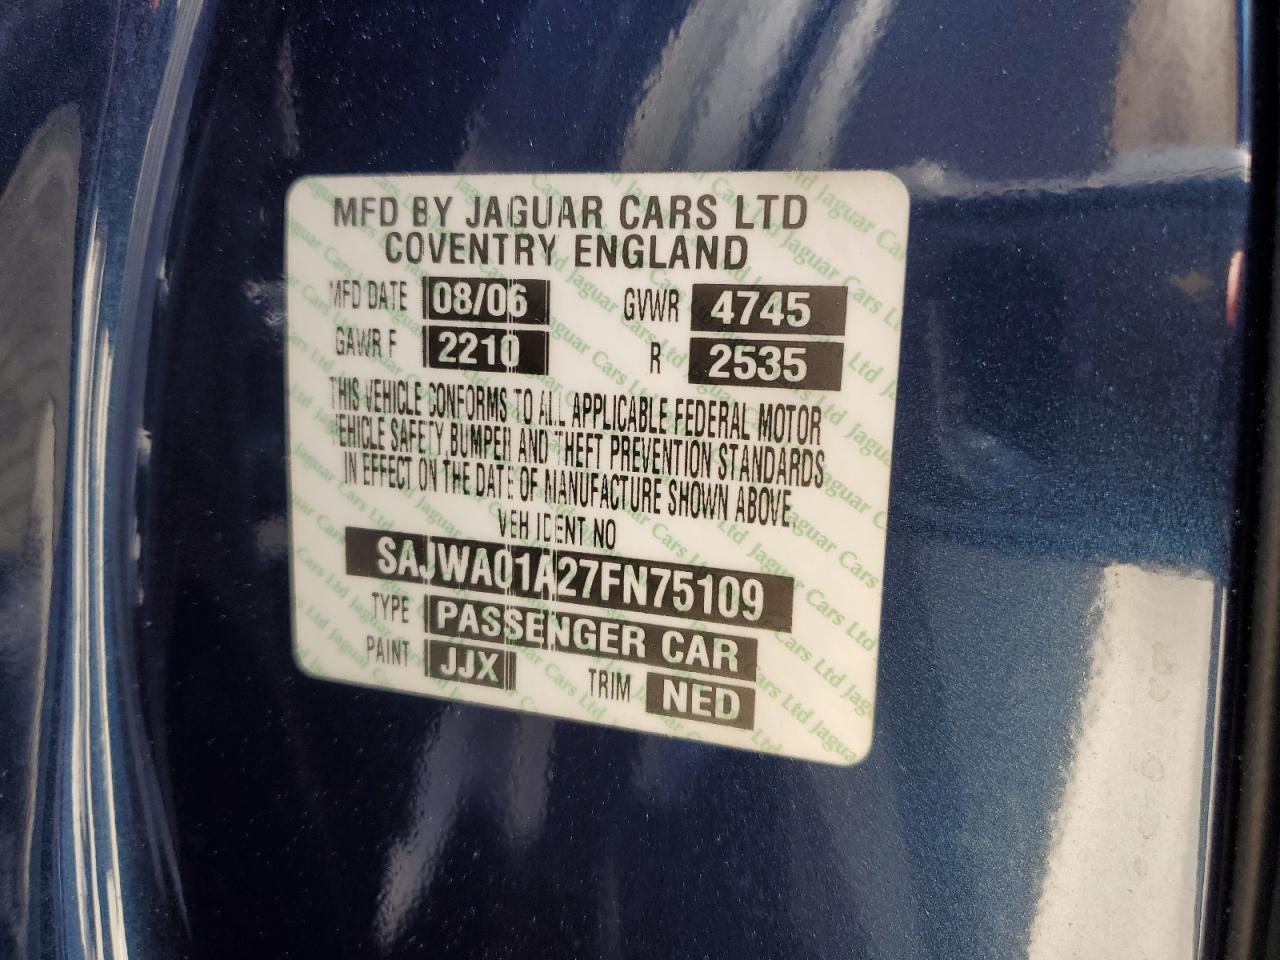 MFD BY JAGUAR CARS LTD
COVENTRY ENGLAND
MFD DATE 08/06 GVWR 4745
GAWR F 2210 R 2535
THIS VEHICLE CONFORMS TO ALL APPLICABLE FEDERAL MOTOR
VEHICLE SAFETY, BUMPER AND THEFT PREVENTION STANDARDS
IN EFFECT ON THE DATE OF MANUFACTURE SHOWN ABOVE.
VEH IDENT NO
SAJWA01A27FN75109
TYPE PASSENGER CAR
PAINT JJX TRIM NED